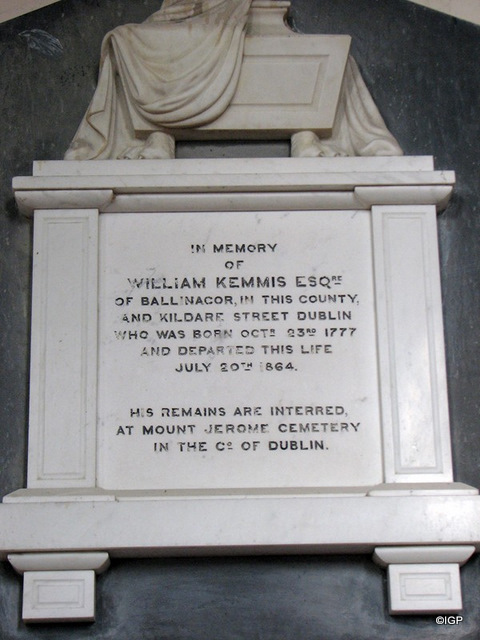 IN MEMORY
OF
WILLIAM KEMMIS ESQRE
OF BALLINACOR, IN THIS COUNTY,
AND KILDARE STREET DUBLIN
WHO WAS BORN OCTR 23RD 1777
AND DEPARTED THIS LIFE
JULY 20TH 1864.
HIS REMAINS ARE INTERRED,
AT MOUNT JEROME CEMETERY
IN THE CO OF DUBLIN.
©IGP